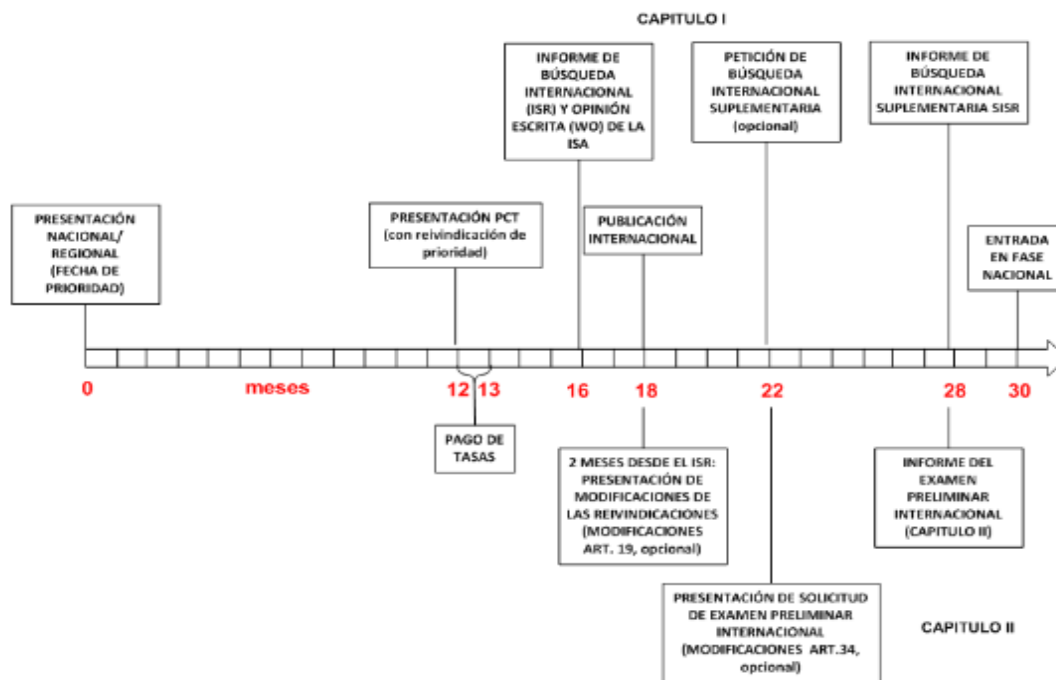 CAPITULO I
INFORME DE
BÚSQUEDA
INTERNACIONAL
(ISR) Y OPINIÓN
ESCRITA (WO) DE LA
ISA
PETICIÓN DE
BÚSQUEDA
INTERNACIONAL
SUPLEMENTARIA
(opcional)
INFORME DE
BÚSQUEDA
INTERNACIONAL
SUPLEMENTARIA SISR
PRESENTACIÓN
NACIONAL/
REGIONAL
(FECHA DE
PRIORIDAD)
PRESENTACIÓN PCT
(con reivindicación de
prioridad)
PUBLICACIÓN
INTERNACIONAL
ENTRADA
EN FASE
NACIONAL
0 meses 12 13 16 18 22 28 30
PAGO DE
TASAS
2 MESES DESDE EL ISR:
PRESENTACIÓN DE
MODIFICACIONES DE
LAS REIVINDICACIONES
(MODIFICACIONES
ART. 19, opcional)
INFORME DEL
EXAMEN
PRELIMINAR
INTERNACIONAL
(CAPITULO II)
PRESENTACIÓN DE SOLICITUD
DE EXAMEN PRELIMINAR
INTERNACIONAL
(MODIFICACIONES ART.34,
opcional)
CAPITULO II